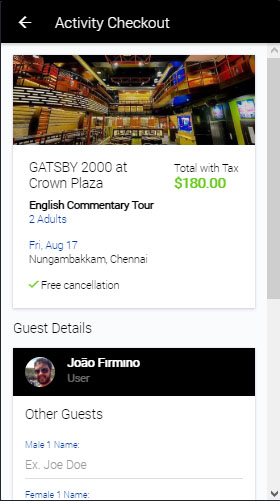 Activity Checkout
GATSBY 2000 at
Crown Plaza
Total with Tax
$180.00
English Commentary Tour
2 Adults
Fri, Aug 17
Nungambakkam, Chennai
Free cancellation
Guest Details
João Firmino
User
Other Guests
Male 1 Name:
Ex. Joe Doe
Female 1 Name: